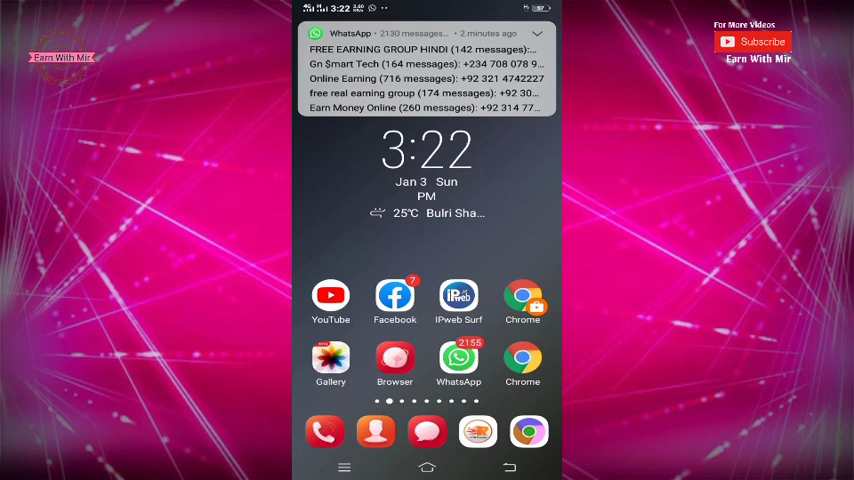 4G 3:22
57
WhatsApp • 2130 messages... • 2 minutes ago
FREE EARNING GROUP HINDI (142 messages):...
Gn $mart Tech (164 messages): +234 708 078 9...
Online Earning (716 messages): +92 321 4742227
free real earning group (174 messages): +92 30...
Earn Money Online (260 messages): +92 314 77...
For More Videos
Subscribe
Earn With Mir
Earn With Mir
3:22
Jan 3 Sun
PM
25°C Bulri Sha...
7
IPweb
YouTube Facebook IPweb Surf Chrome
2155
Gallery Browser WhatsApp Chrome